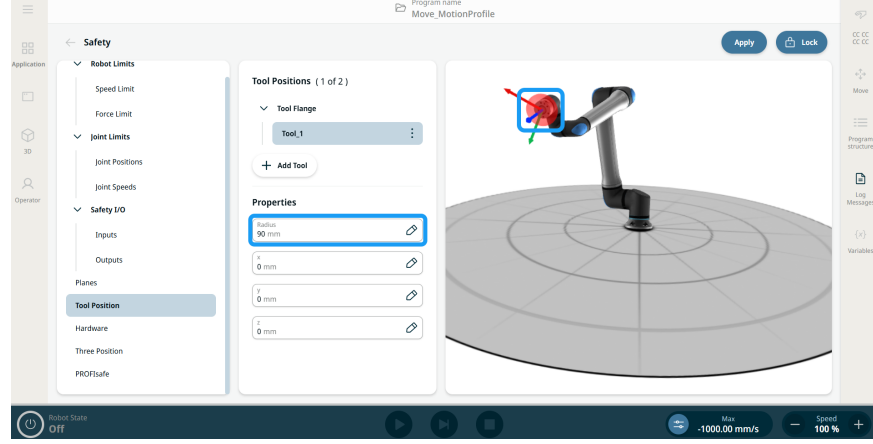 Program name
Move_MotionProfile
Application
3D
Operator
Safety
Apply
Lock
Robot Limits
Speed Limit
Force Limit
Joint Limits
Joint Positions
Joint Speeds
Safety I/O
Inputs
Outputs
Planes
Tool Position
Hardware
Three Position
PROFIsafe
Tool Positions (1 of 2)
Tool Flange
Tool_1
+ Add Tool
Properties
Radius
90 mm
x
0 mm
y
0 mm
z
0 mm
CC CC
CC CC
Move
Program
structure
Log
Messages
{x}
Variables
Robot State
Off
Max
-1000.00 mm/s
Speed
100 %